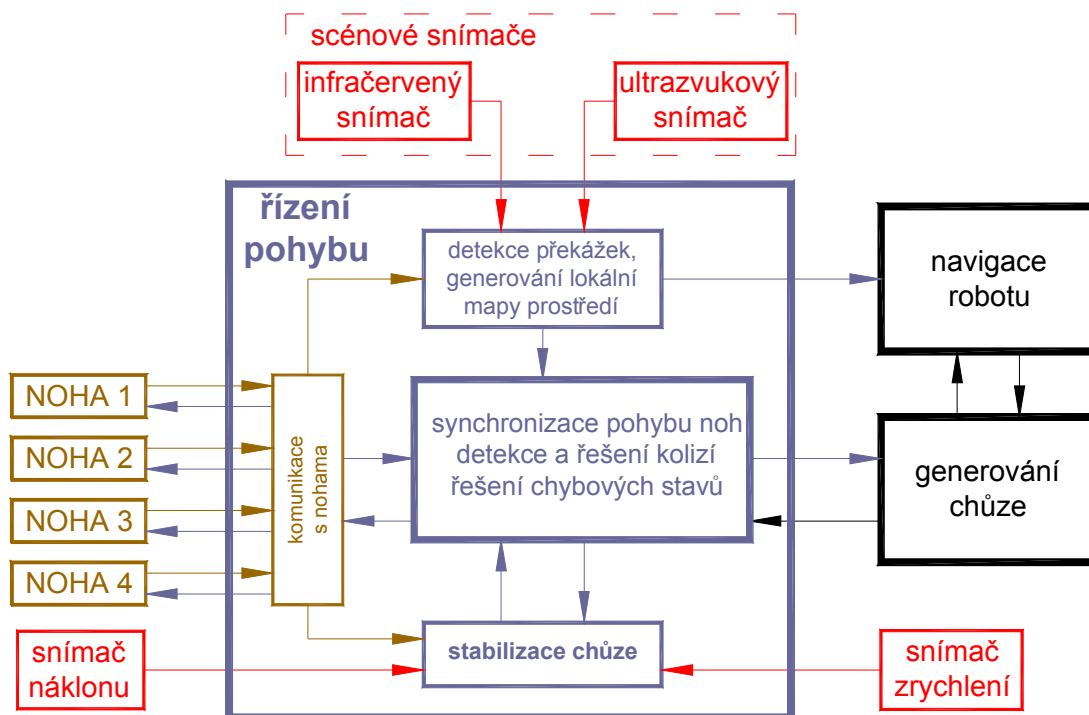 scénové snímače
infračervený
snímač
ultrazvukový
snímač
řízení
pohybu
detekce překážek,
generování lokální
mapy prostředí
navigace
robotu
NOHA 1
NOHA 2
NOHA 3
NOHA 4
komunikace
s nohama
synchronizace pohybu noh
detekce a řešení kolizí
řešení chybových stavů
generování
chůze
snímač
náklonu
stabilizace chůze
snímač
zrychlení